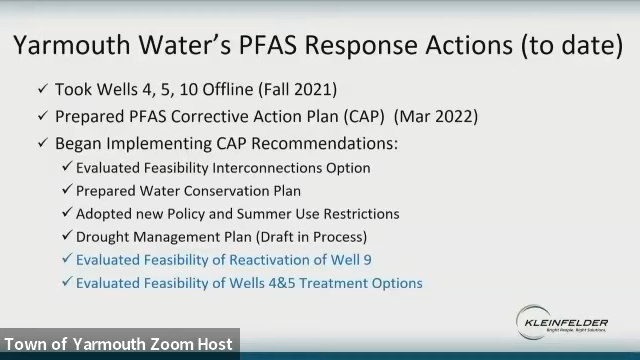 Yarmouth Water's PFAS Response Actions (to date)
✓ Took Wells 4, 5, 10 Offline (Fall 2021)
✓ Prepared PFAS Corrective Action Plan (CAP) (Mar 2022)
✓ Began Implementing CAP Recommendations:
✓ Evaluated Feasibility Interconnections Option
✓ Prepared Water Conservation Plan
✓ Adopted new Policy and Summer Use Restrictions
✓ Drought Management Plan (Draft in Process)
✓ Evaluated Feasibility of Reactivation of Well 9
✓ Evaluated Feasibility of Wells 4&5 Treatment Options
KLEINFELDER
Bright People. Right Solutions.
Town of Yarmouth Zoom Host